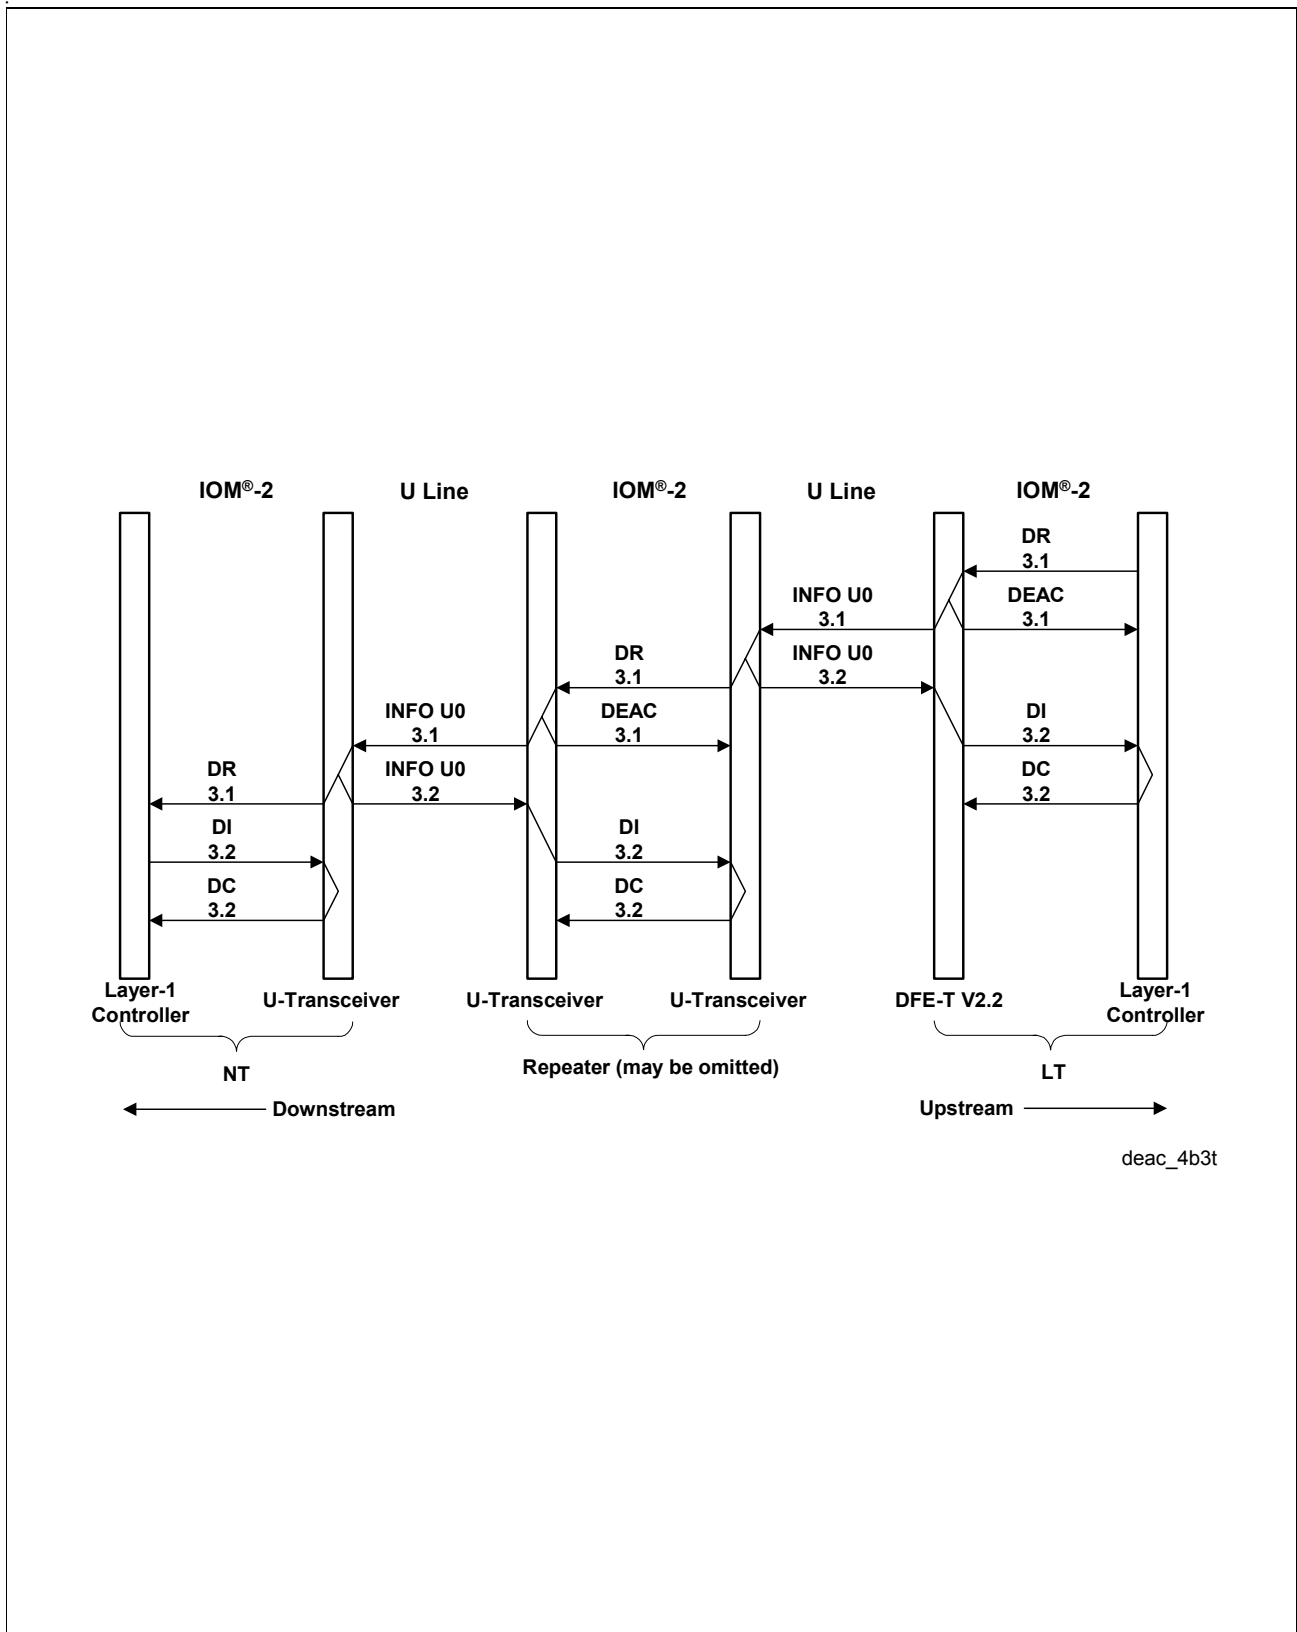 IOM®-2 U Line IOM®-2 U Line IOM®-2
DR
3.1
INFO U0 DEAC
3.1 3.1
DR INFO U0
3.1 3.2
INFO U0 DEAC DI
3.1 3.1 3.2
DR INFO U0 DC
3.1 3.2 3.2
DI DI
3.2 3.2
DC DC
3.2 3.2
Layer-1
Controller
U-Transceiver U-Transceiver U-Transceiver DFE-T V2.2
Layer-1
Controller
NT Repeater (may be omitted) LT
Downstream Upstream
deac_4b3t